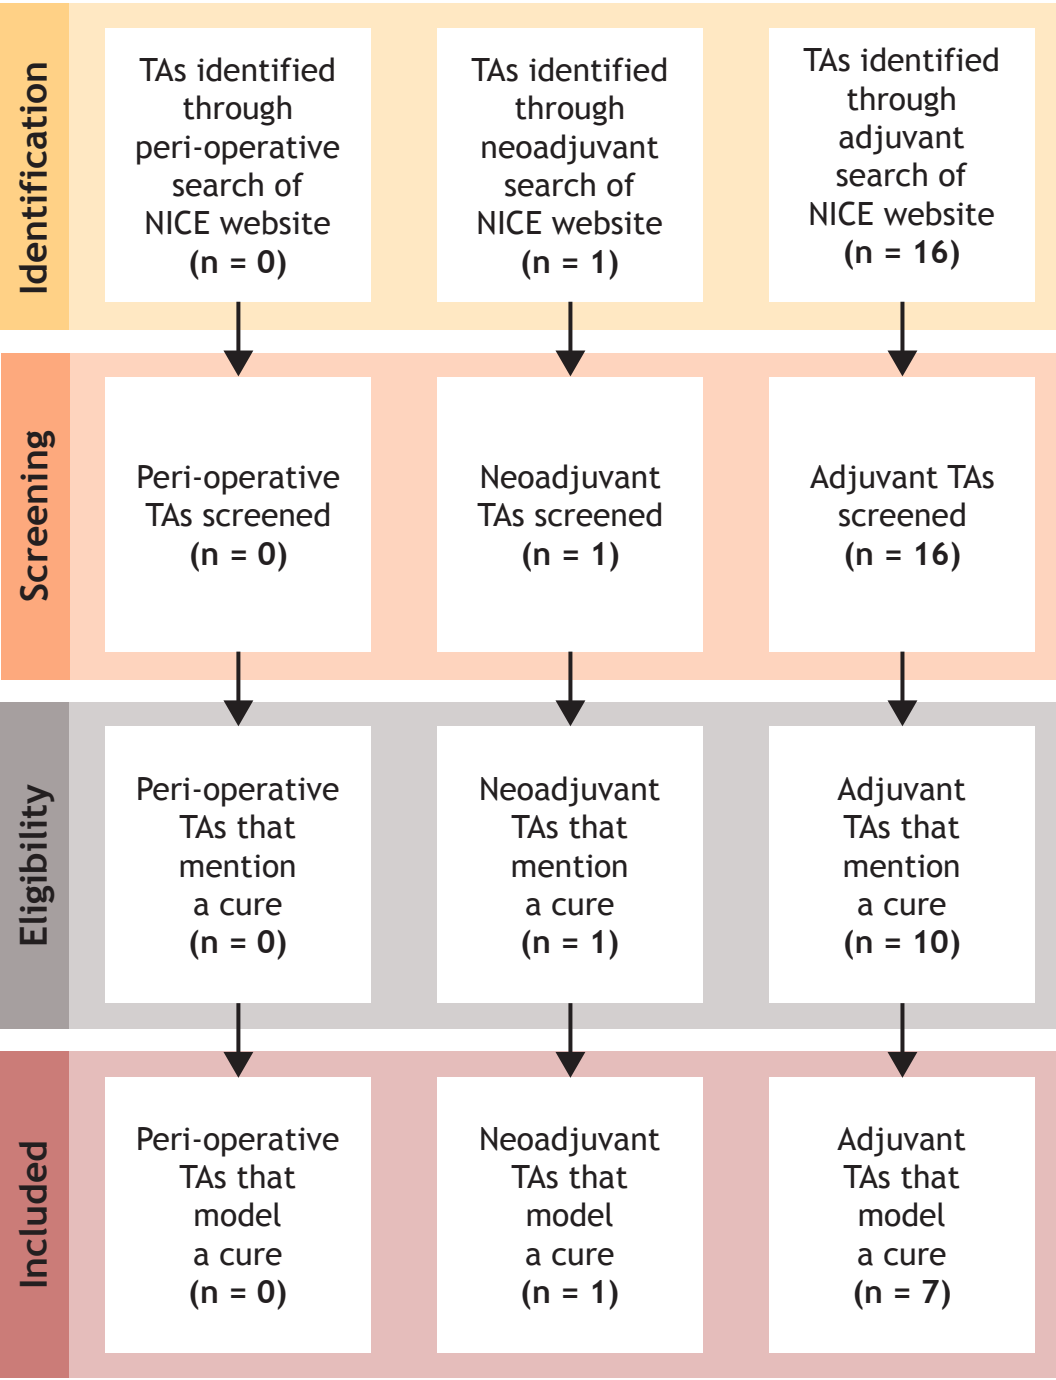 Identification
TAs identified
through
peri-operative
search of
NICE website
(n = 0)
TAs identified
through
neoadjuvant
search of
NICE website
(n = 1)
TAs identified
through
adjuvant
search of
NICE website
(n = 16)
Screening
Peri-operative
TAs screened
(n = 0)
Neoadjuvant
TAs screened
(n = 1)
Adjuvant TAs
screened
(n = 16)
Eligibility
Peri-operative
TAs that
mention
a cure
(n = 0)
Neoadjuvant
TAs that
mention
a cure
(n = 1)
Adjuvant
TAs that
mention
a cure
(n = 10)
Included
Peri-operative
TAs that
model
a cure
(n = 0)
Neoadjuvant
TAs that
model
a cure
(n = 1)
Adjuvant
TAs that
model
a cure
(n = 7)